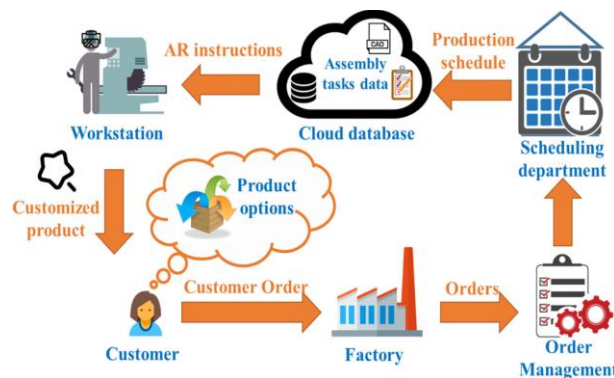 AR instructions
CAD
Assembly
tasks data
Production
schedule
Workstation
Cloud database
Scheduling
department
Customized
product
Product
options
Customer Order
Orders
Customer
Factory
Order
Management